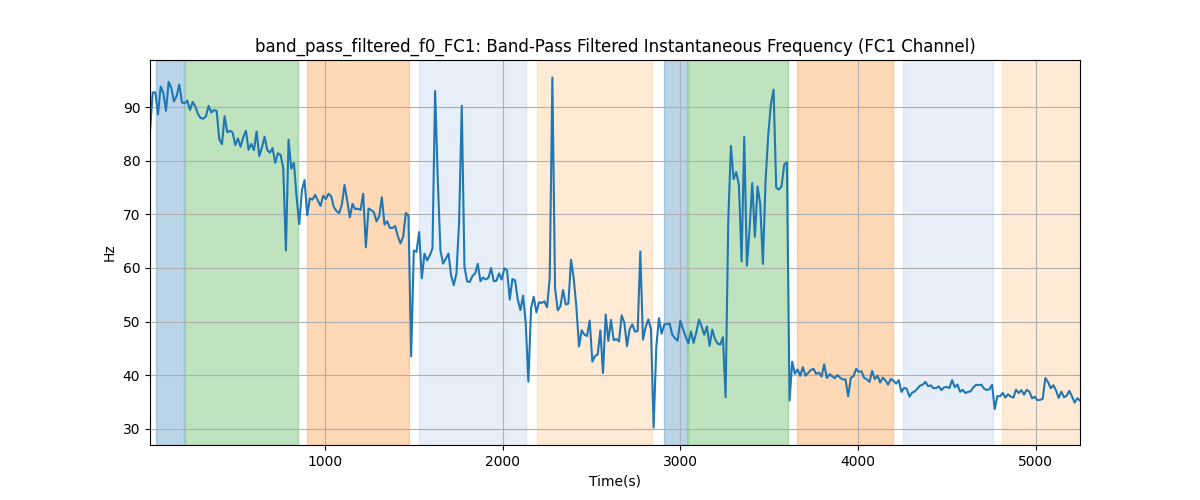 band_pass_filtered_f0_FC1: Band-Pass Filtered Instantaneous Frequency (FC1 Channel)
Hz
90
80
70
60
50
40
30
1000 2000 3000 4000 5000
Time(s)